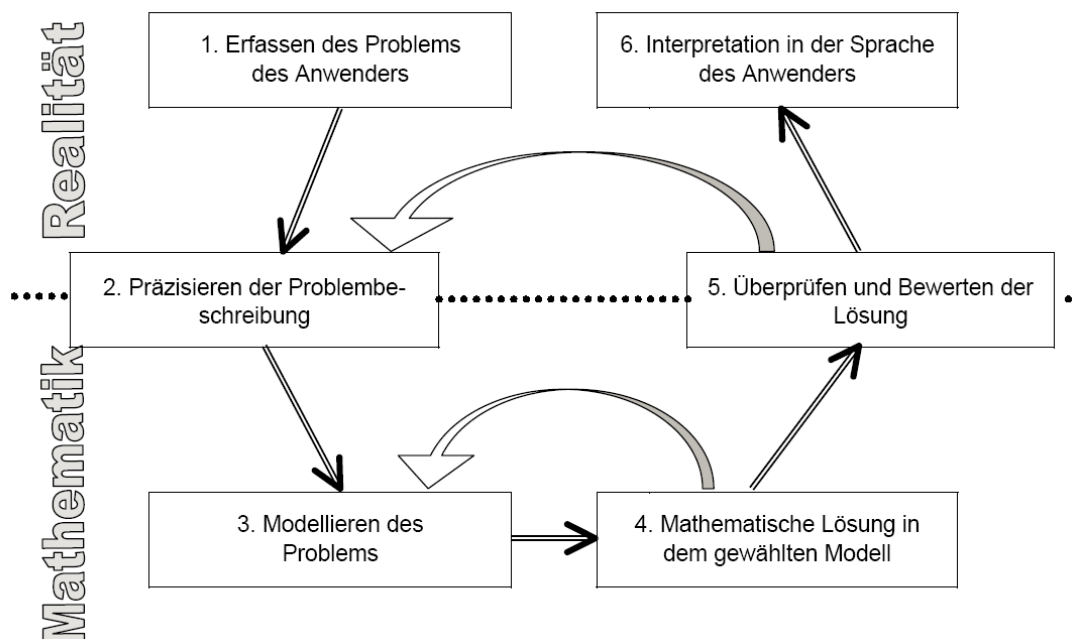 Realität
1. Erfassen des Problems
des Anwenders
6. Interpretation in der Sprache
des Anwenders
2. Präzisieren der Problembe-
schreibung
5. Überprüfen und Bewerten der
Lösung
Mathematik
3. Modellieren des
Problems
4. Mathematische Lösung in
dem gewählten Modell